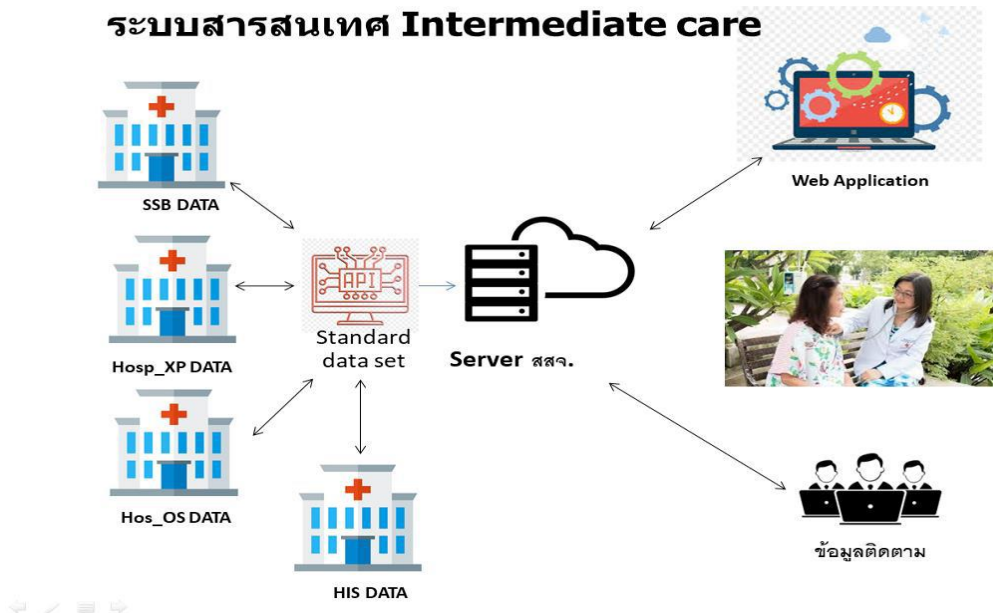 ระบบสารสนเทศ Intermediate care
SSB DATA
Web Application
API
Standard
data set
Server สสจ.
Hosp_XP DATA
Hos_OS DATA
ข้อมูลติดตาม
HIS DATA